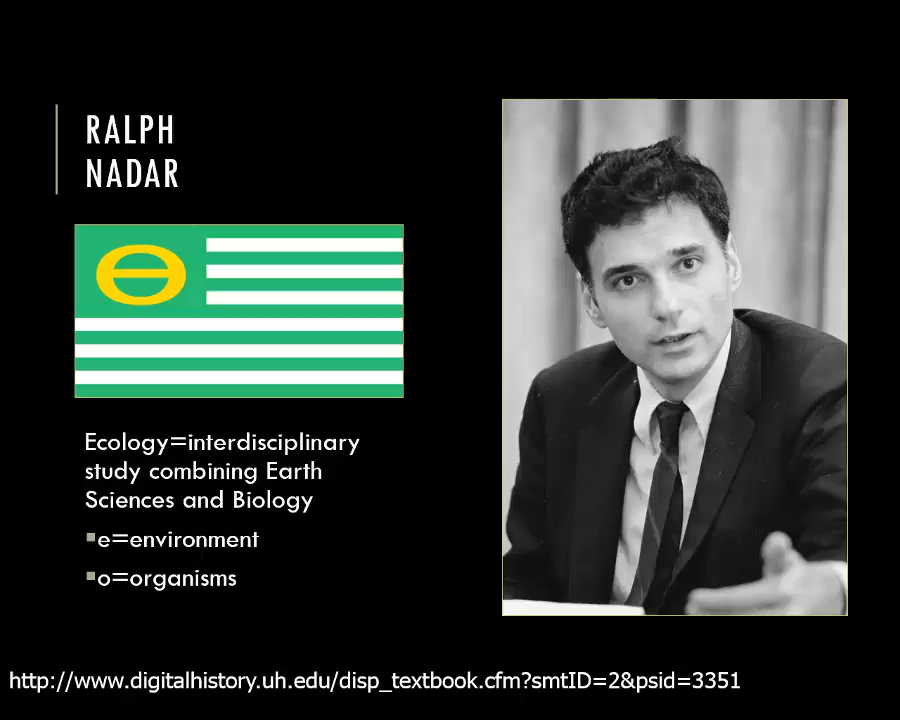 RALPH
NADAR
Ecology=interdisciplinary
study combining Earth
Sciences and Biology
▪e=environment
▪o=organisms
http://www.digitalhistory.uh.edu/disp_textbook.cfm?smtID=2&psid=3351